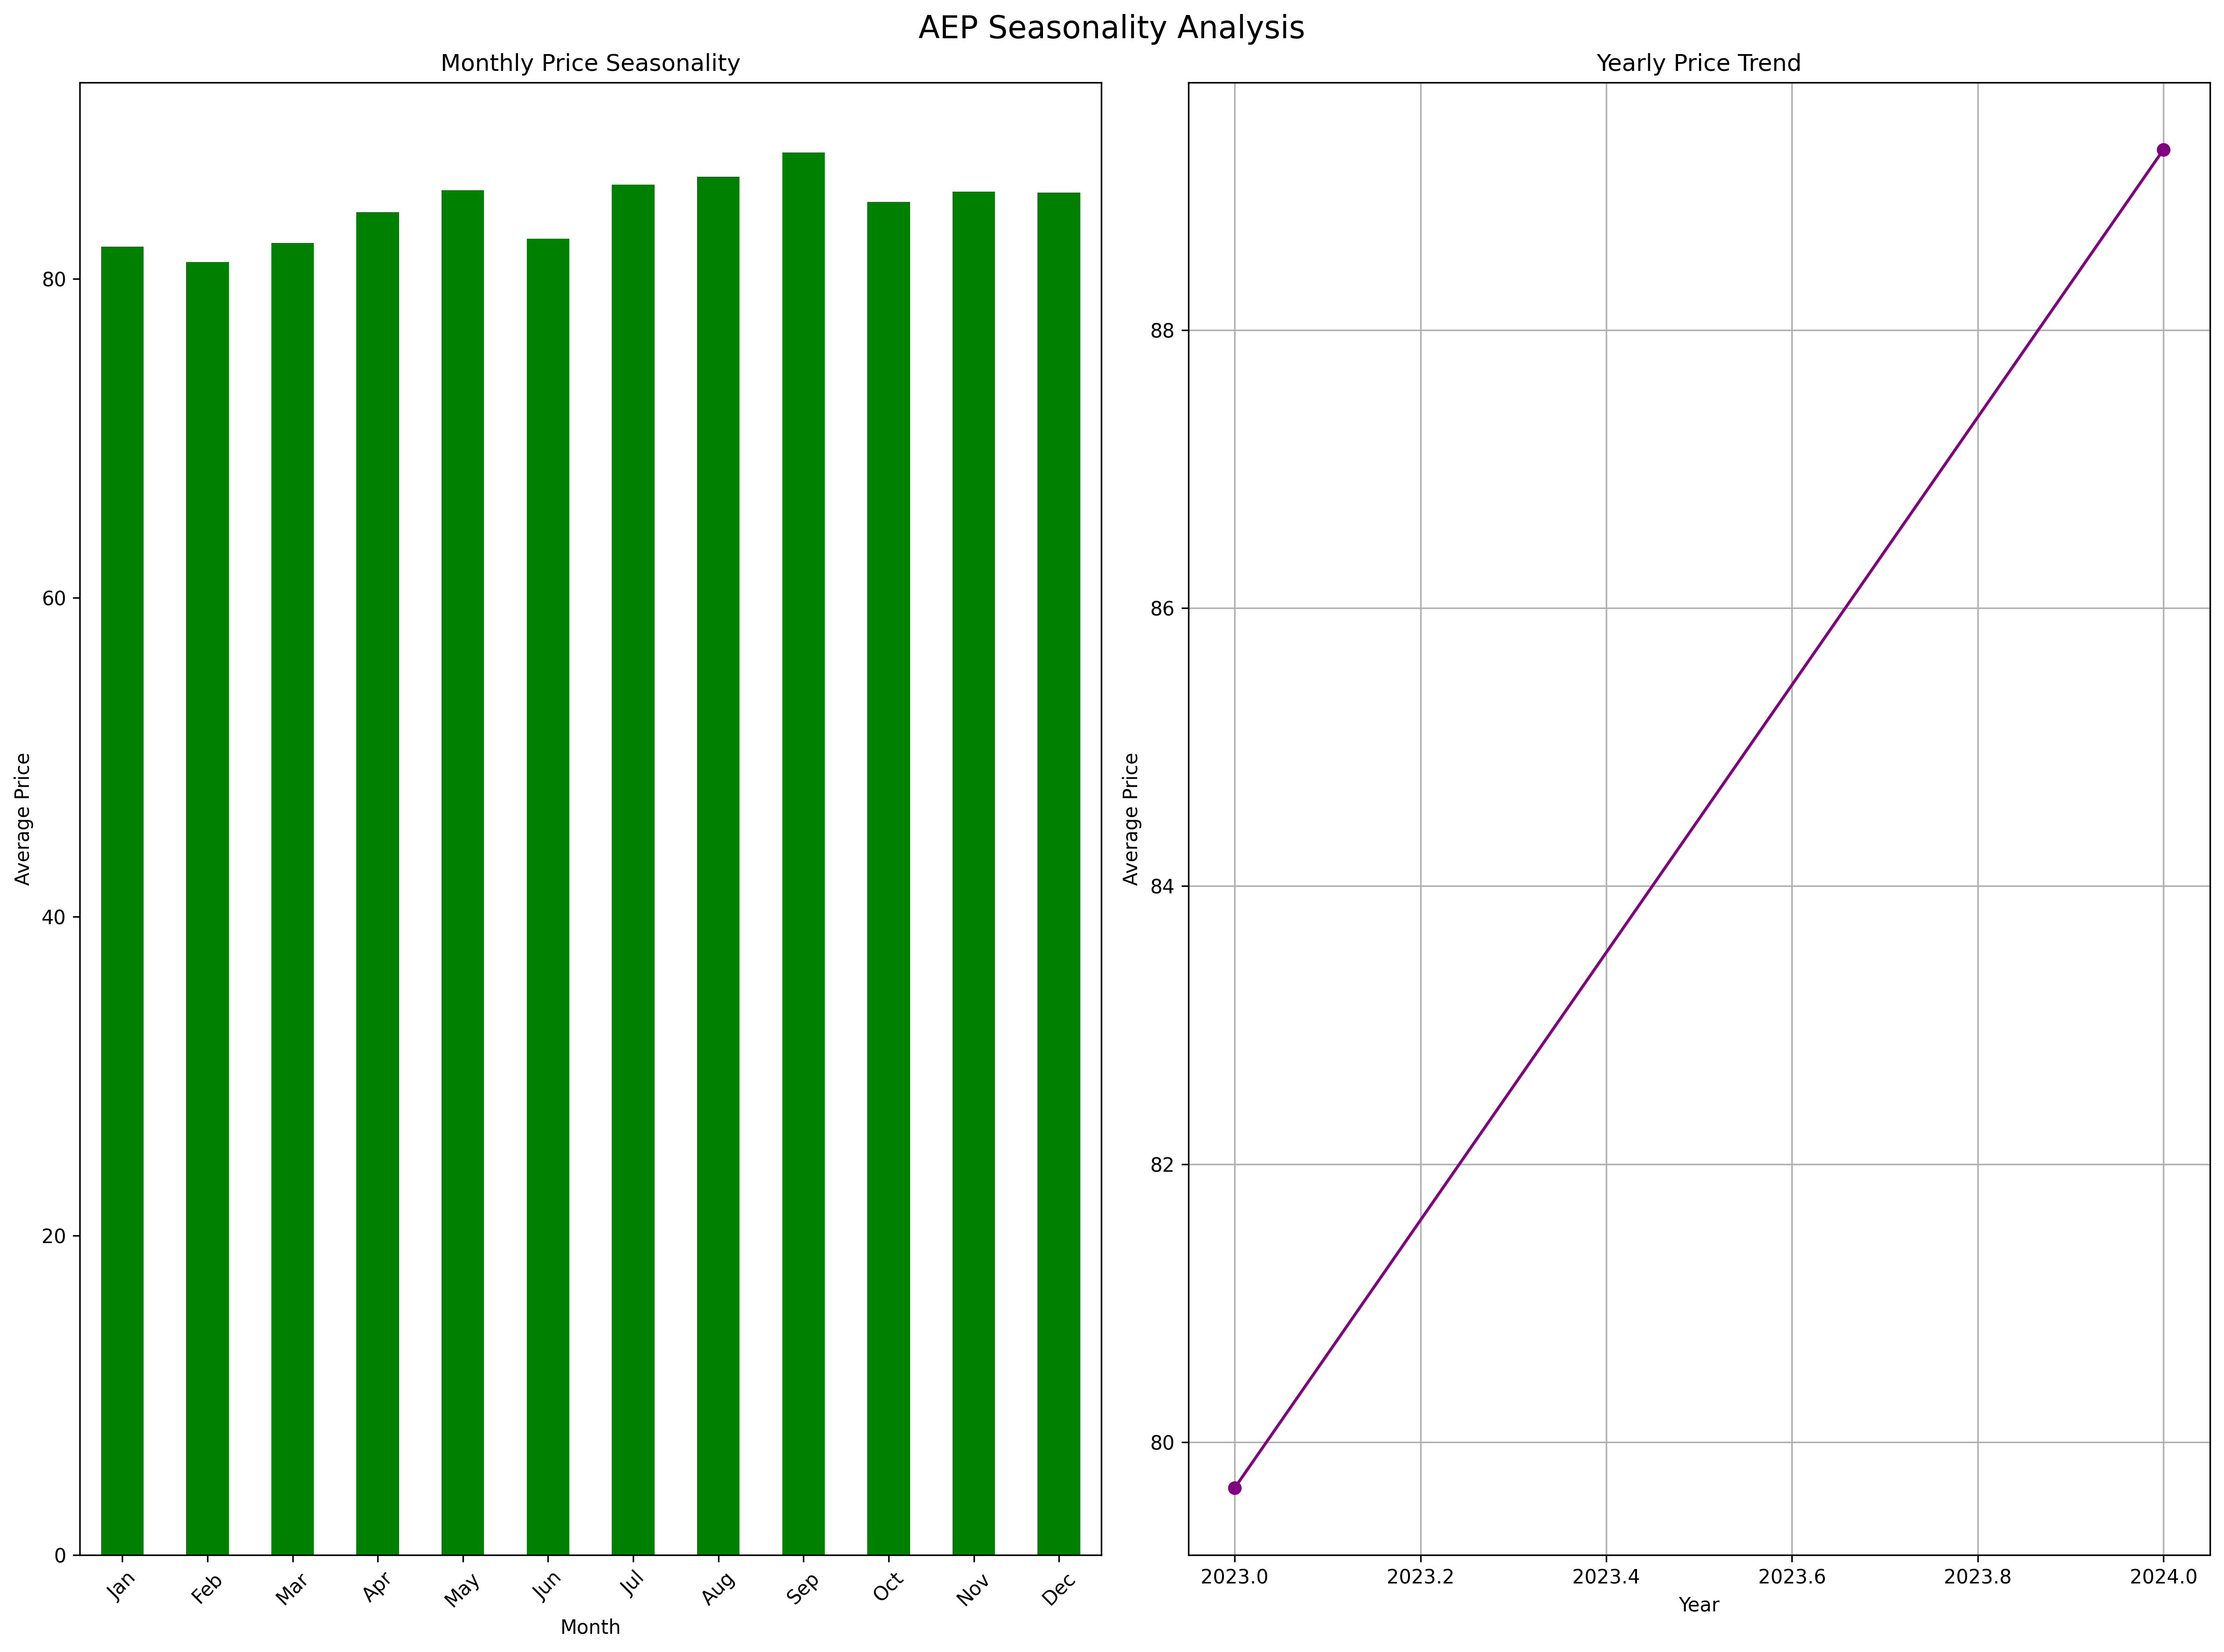 AEP Seasonality Analysis
Monthly Price Seasonality
Average Price
80
60
40
20
0
Jan
Feb
Mar
Apr
May
Jun
Jul
Aug
Sep
Oct
Nov
Dec
Month
Yearly Price Trend
Average Price
88
86
84
82
80
2023.0
2023.2
2023.4
2023.6
2023.8
2024.0
Year